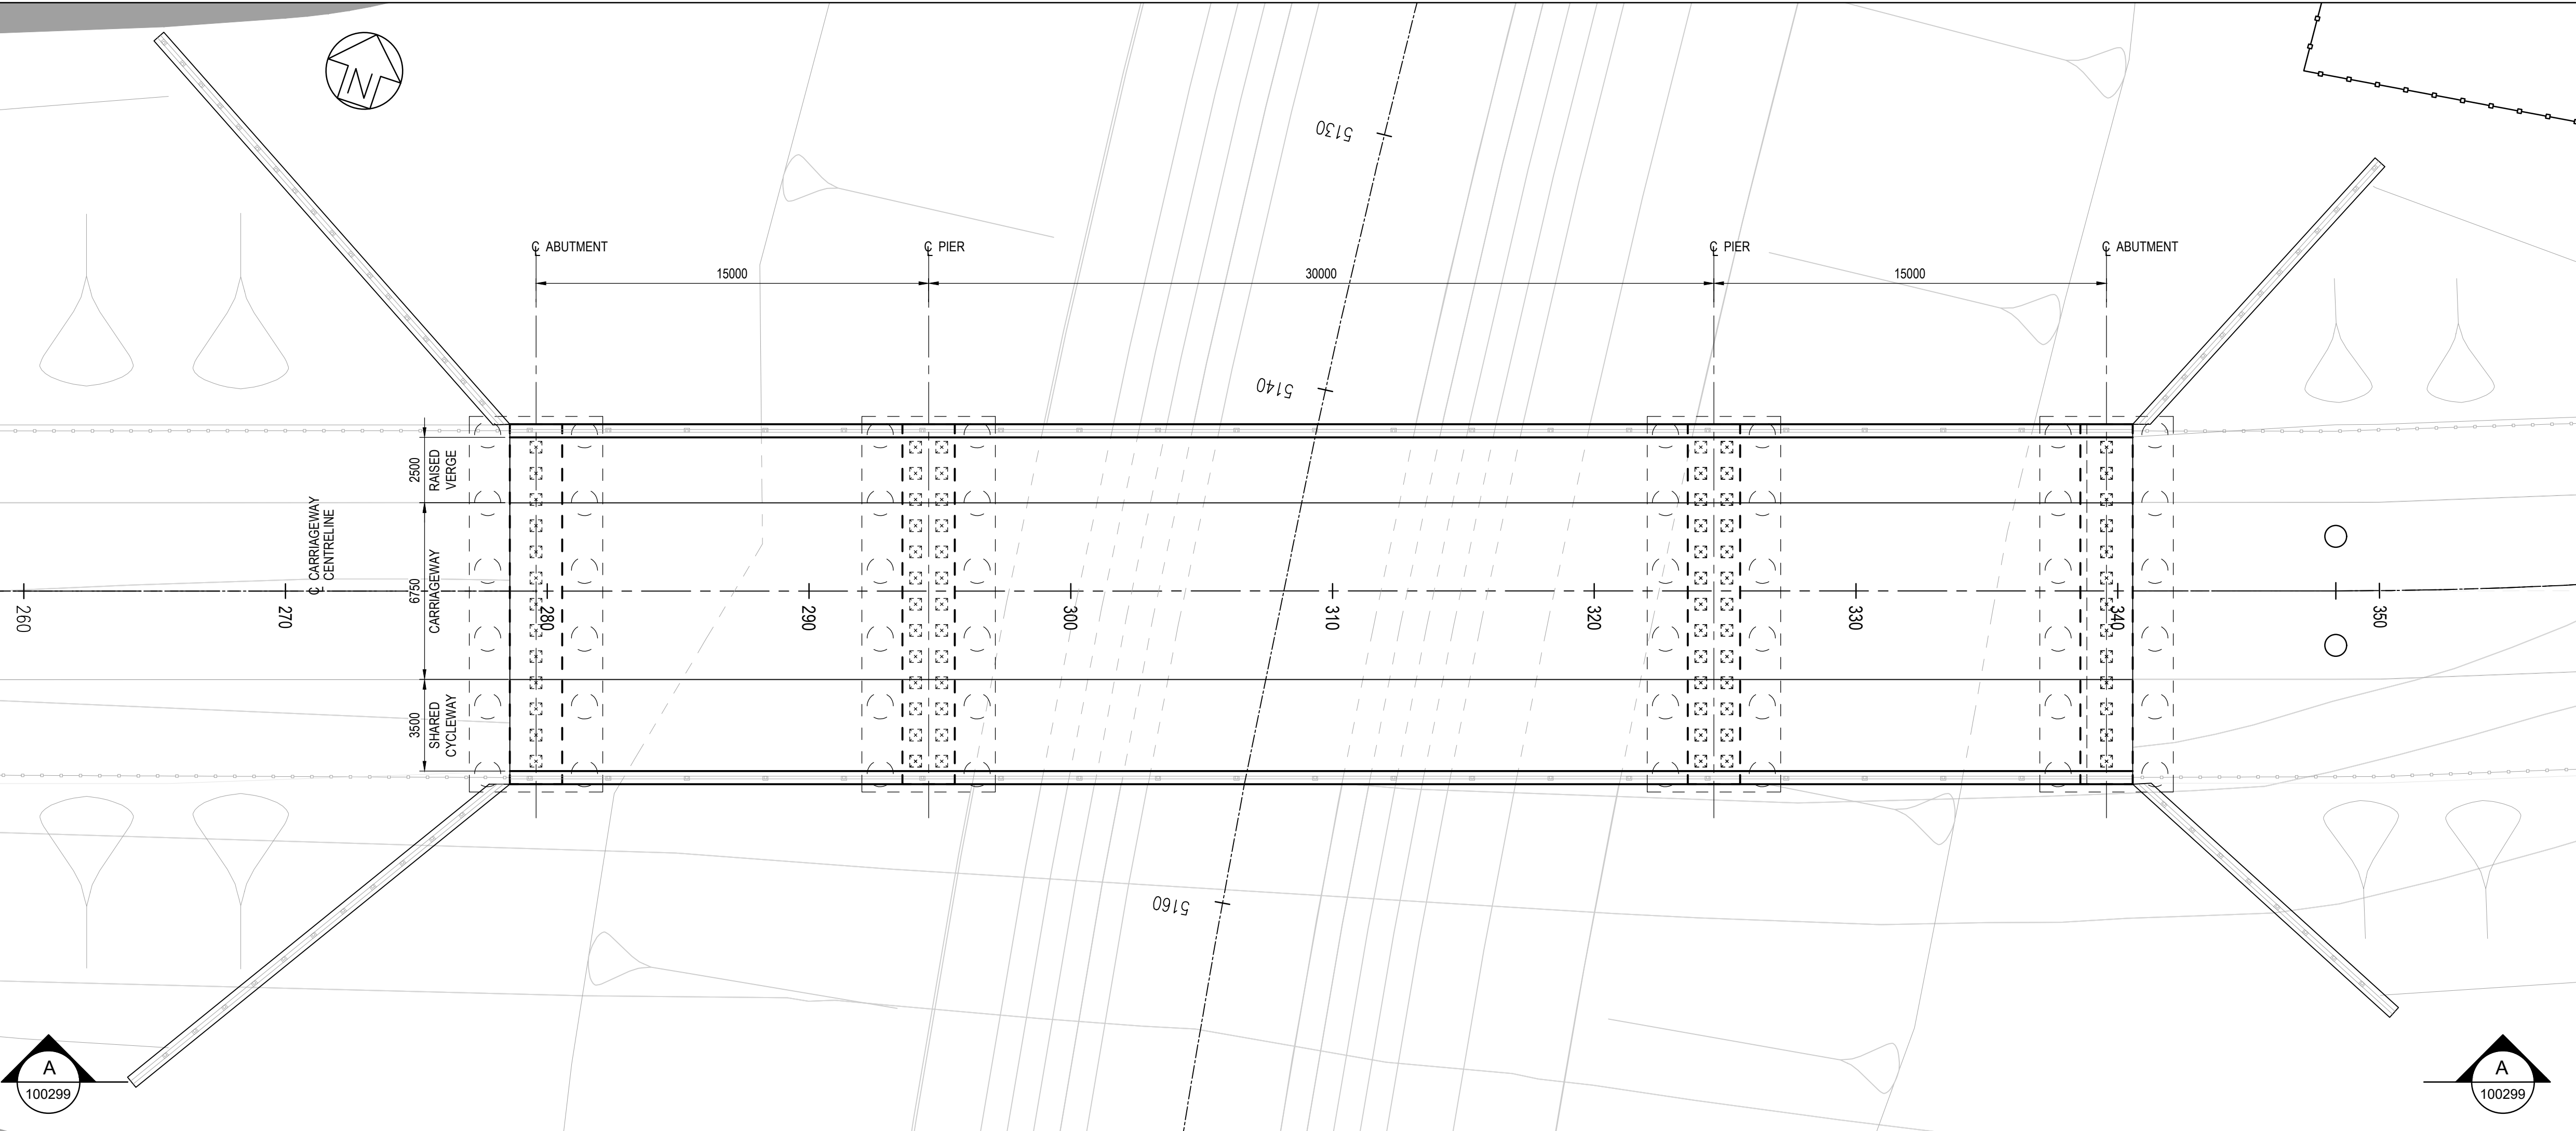 N
5130
℄ ABUTMENT
℄ PIER
℄ PIER
℄ ABUTMENT
15000
30000
15000
5140
2500
RAISED
VERGE
℄ CARRIAGEWAY
CENTRELINE
6750
CARRIAGEWAY
3500
SHARED
CYCLEWAY
260
270
280
290
300
310
320
330
340
350
5160
A
100299
A
100299